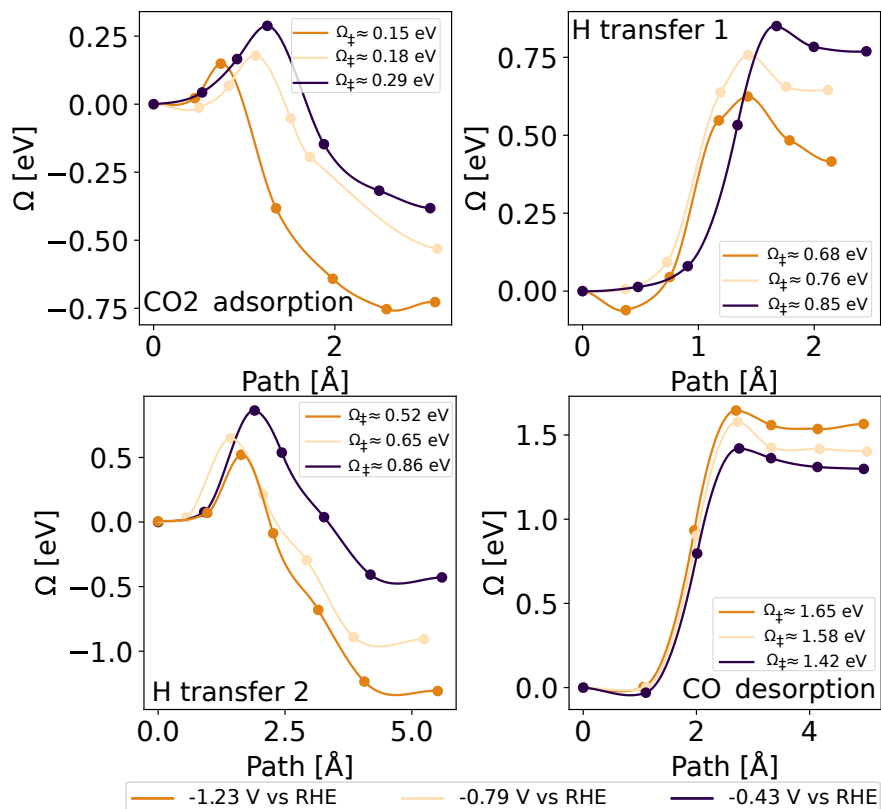 0.25
0.00
−0.25
−0.50
−0.75
Ω [eV]
Ω‡≈ 0.15 eV
Ω‡≈ 0.18 eV
Ω‡≈ 0.29 eV
CO2 adsorption
0
2
Path [Å]
H transfer 1
0.75
0.50
0.25
0.00
Ω [eV]
Ω‡≈ 0.68 eV
Ω‡≈ 0.76 eV
Ω‡≈ 0.85 eV
0
1
2
Path [Å]
0.5
0.0
−0.5
−1.0
Ω [eV]
Ω‡≈ 0.52 eV
Ω‡≈ 0.65 eV
Ω‡≈ 0.86 eV
H transfer 2
0.0
2.5
5.0
Path [Å]
1.5
1.0
0.5
0.0
Ω [eV]
Ω‡≈ 1.65 eV
Ω‡≈ 1.58 eV
Ω‡≈ 1.42 eV
CO desorption
0
2
4
Path [Å]
-1.23 V vs RHE
-0.79 V vs RHE
-0.43 V vs RHE